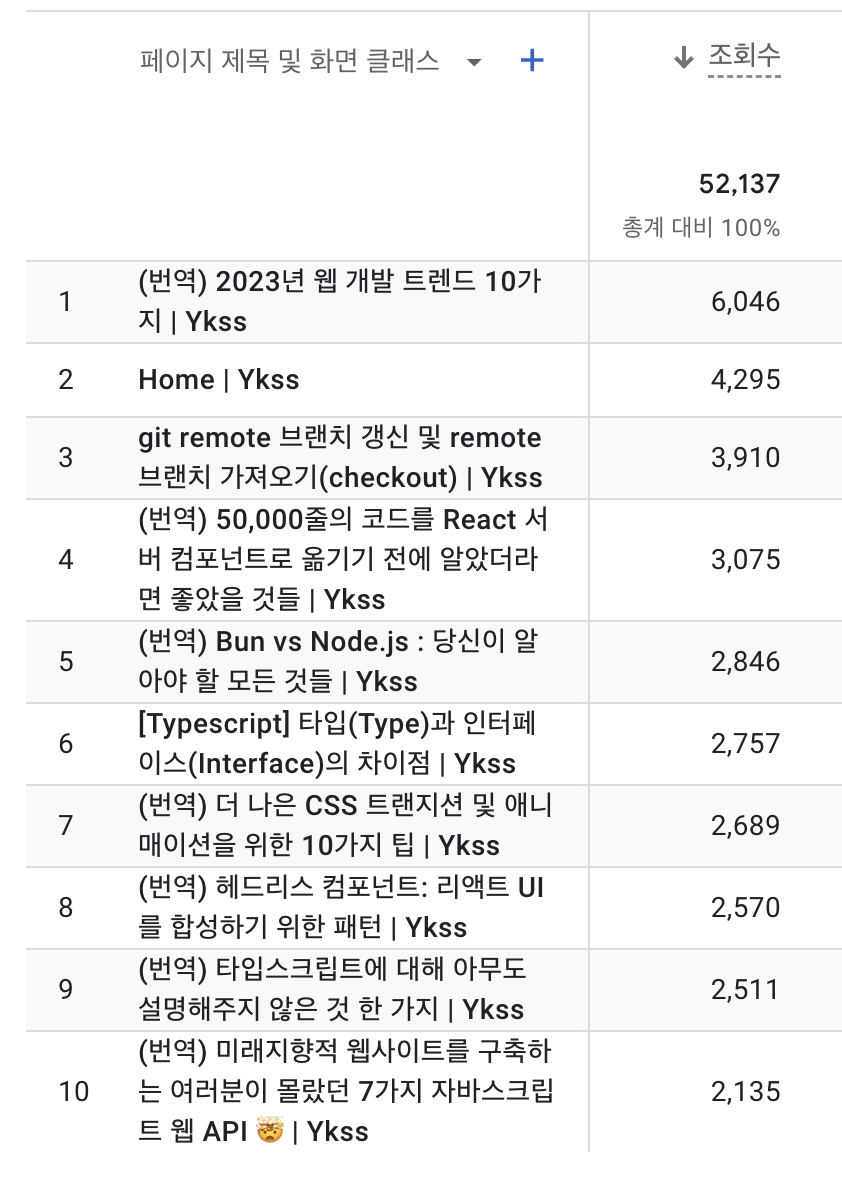 페이지 제목 및 화면 클래스
조회수
52,137
총계 대비 100%
1
(번역) 2023년 웹 개발 트렌드 10가
지 | Ykss
6,046
2
Home | Ykss
4,295
3
git remote 브랜치 갱신 및 remote
브랜치 가져오기(checkout) | Ykss
3,910
4
(번역) 50,000줄의 코드를 React 서
버 컴포넌트로 옮기기 전에 알았더라
면 좋았을 것들 | Ykss
3,075
5
(번역) Bun vs Node.js : 당신이 알
아야 할 모든 것들 | Ykss
2,846
6
[Typescript] 타입(Type)과 인터페
이스(Interface)의 차이점 | Ykss
2,757
7
(번역) 더 나은 CSS 트랜지션 및 애니
매이션을 위한 10가지 팁 | Ykss
2,689
8
(번역) 헤드리스 컴포넌트: 리액트 UI
를 합성하기 위한 패턴 | Ykss
2,570
9
(번역) 타입스크립트에 대해 아무도
설명해주지 않은 것 한 가지 | Ykss
2,511
10
(번역) 미래지향적 웹사이트를 구축하
는 여러분이 몰랐던 7가지 자바스크립
트 웹 API 🤯 | Ykss
2,135